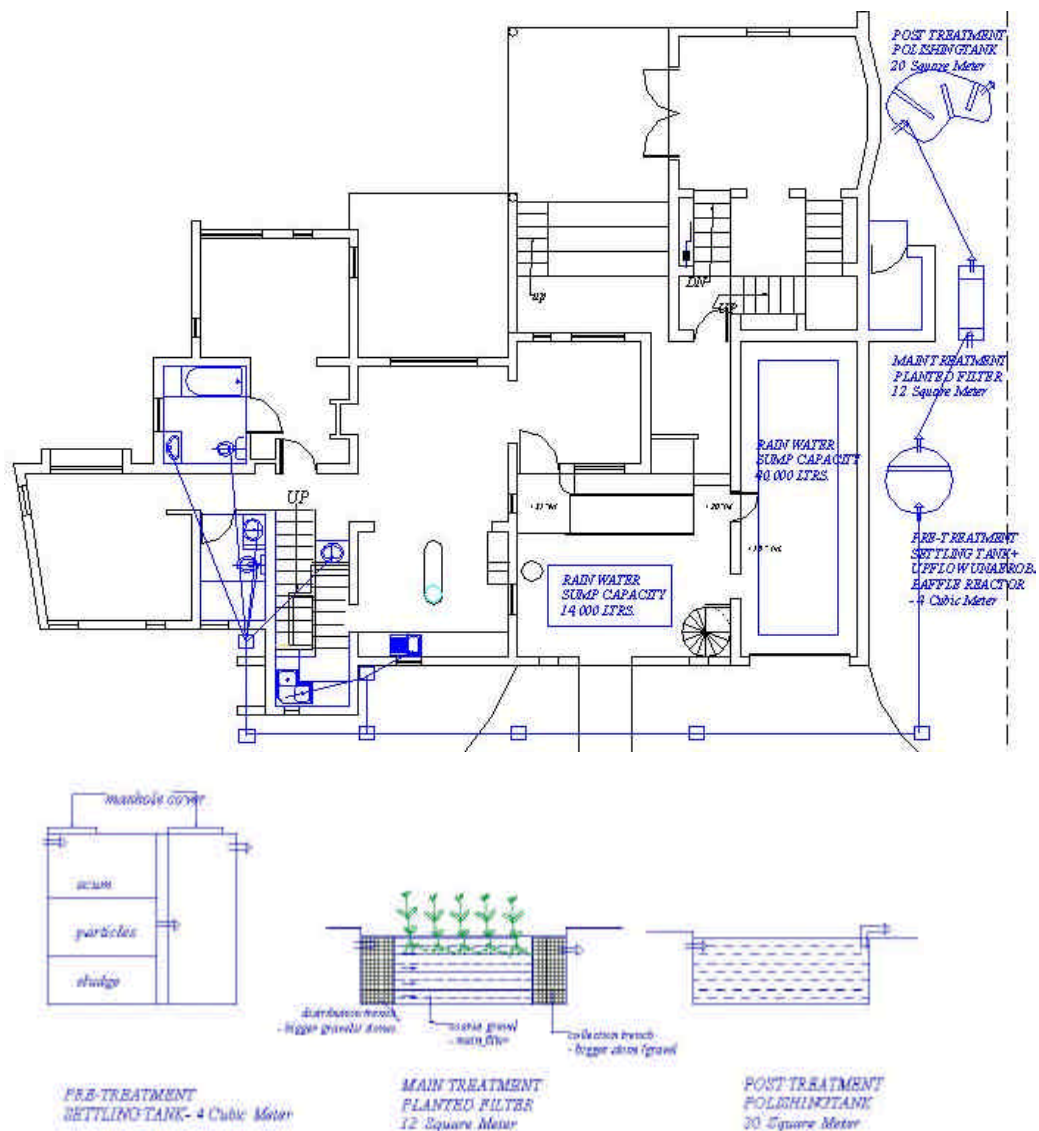 POST TREATMENT
POLISHINGTANK
20 Square Meter
up
DN
UP
MAIN TREATMENT
PLANTED FILTER
12 Square Meter
RAIN WATER
SUMP CAPACITY
40,000 LTRS.
UP
PRE-TREATMENT
SETTLING TANK+
UPFLOW UNAEROB.
BAFFLE REACTOR
- 4 Cubic Meter
RAIN WATER
SUMP CAPACITY
14,000 LTRS.
manhole cover
scum
particles
sludge
distribution trench
- bigger gravels/ stones
coarse gravel
- main filter
collection trench
- bigger stone /gravel
PRE-TREATMENT
SETTLING TANK- 4 Cubic Meter
MAIN TREATMENT
PLANTED FILTER
12 Square Meter
POST TREATMENT
POLISHINGTANK
20 Square Meter